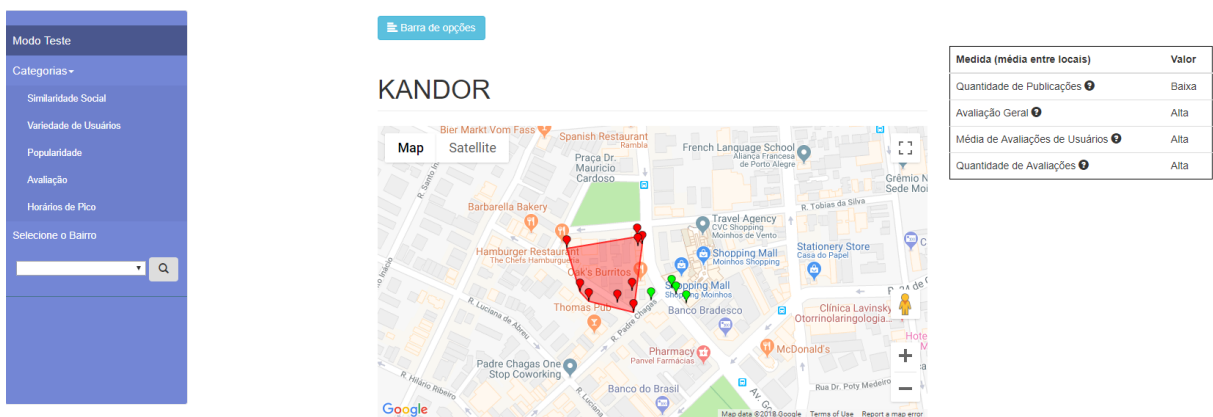 Modo Teste
Categorias
Similaridade Social
Variedade de Usuários
Popularidade
Avaliação
Horários de Pico
Selecione o Bairro
Barra de opções
KANDOR
Map
Satellite
Bier Markt Vom Fass
Spanish Restaurant
Rambla
French Language School
Aliança Francesa
de Porto Alegre
Praça Dr.
Mauricio
Cardoso
Grêmio N
Sede Moi
R. Santo In
R. Tobias da Silva
Barbarella Bakery
Travel Agency
CVC Shopping
Moinhos de Vento
Hamburger Restaurant
The Chefs Hamburgueria
Shopping Mall
Moinhos Shopping
Stationery Store
Casa do Papel
Oak's Burritos
Shopping Mall
Shopping Moinhos
R. Luciana de Abreu
Thomas Pub
R. Padre Chagas
Banco Bradesco
Clínica Lavinsky
Otorrinolaringologia...
Hote
Pharmacy
Panvel Farmácias
McDonald's
Padre Chagas One
Stop Coworking
R. Hilário Ribeiro
Banco do Brasil
R. Luciana
Av. Go
Rua Dr. Poty Medeiro
Google
Map data ©2018 Google
Terms of Use
Report a map error
Medida (média entre locais) Valor
Quantidade de Publicações Baixa
Avaliação Geral Alta
Média de Avaliações de Usuários Alta
Quantidade de Avaliações Alta